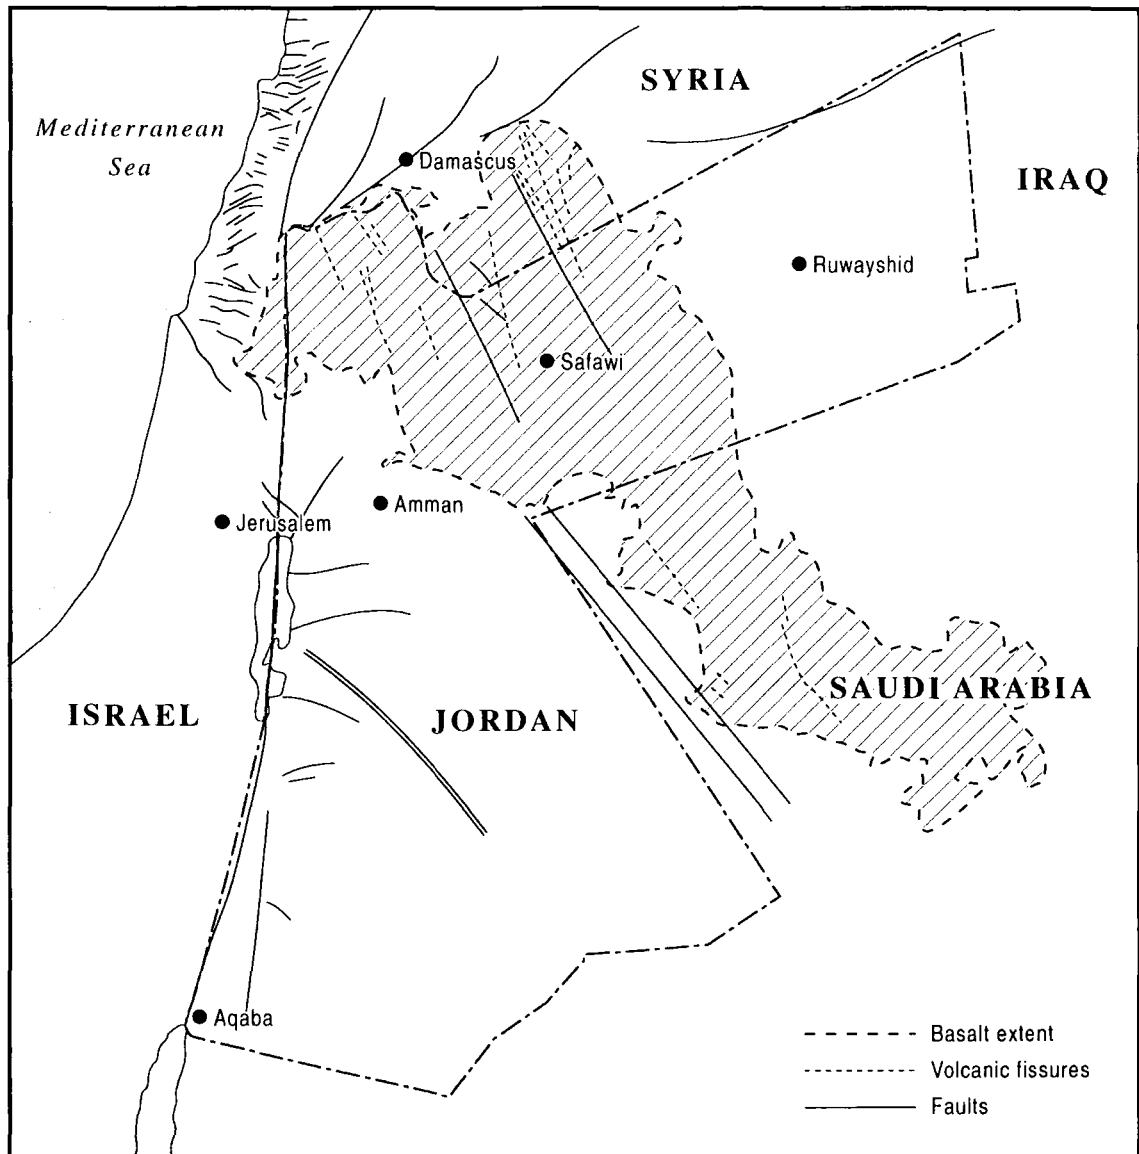 SYRIA
Mediterranean
Sea
Damascus
IRAQ
Ruwayshid
Safawi
Amman
Jerusalem
SAUDI ARABIA
ISRAEL
JORDAN
Aqaba
Basalt extent
Volcanic fissures
Faults